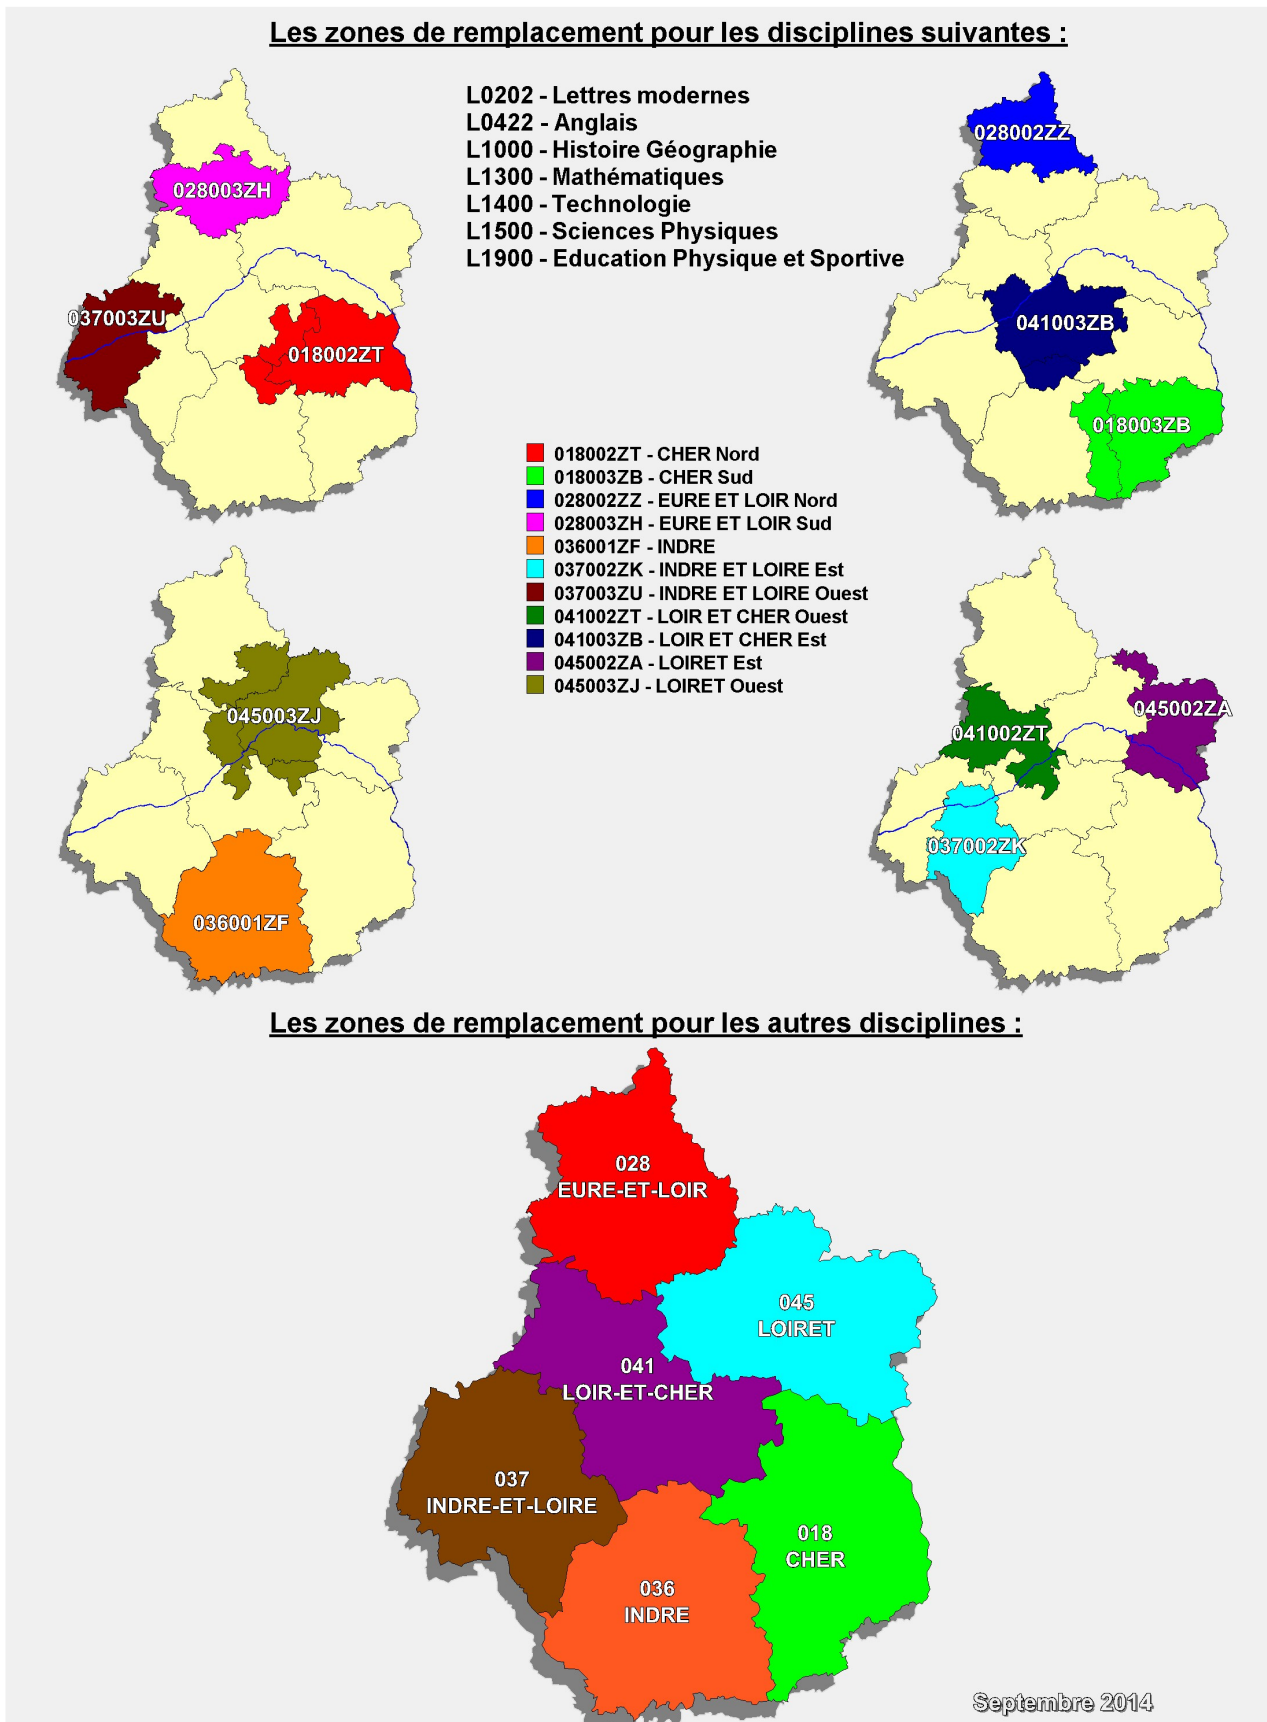 Les zones de remplacement pour les disciplines suivantes :
L0202 - Lettres modernes
L0422 - Anglais
L1000 - Histoire Géographie
L1300 - Mathématiques
L1400 - Technologie
L1500 - Sciences Physiques
L1900 - Education Physique et Sportive
028003ZH
037003ZU
018002ZT
028002ZZ
041003ZB
018003ZB
018002ZT - CHER Nord
018003ZB - CHER Sud
028002ZZ - EURE ET LOIR Nord
028003ZH - EURE ET LOIR Sud
036001ZF - INDRE
037002ZK - INDRE ET LOIRE Est
037003ZU - INDRE ET LOIRE Ouest
041002ZT - LOIR ET CHER Ouest
041003ZB - LOIR ET CHER Est
045002ZA - LOIRET Est
045003ZJ - LOIRET Ouest
045003ZJ
036001ZF
045002ZA
041002ZT
037002ZK
Les zones de remplacement pour les autres disciplines :
028
EURE-ET-LOIR
045
LOIRET
041
LOIR-ET-CHER
037
INDRE-ET-LOIRE
018
CHER
036
INDRE
Septembre 2014